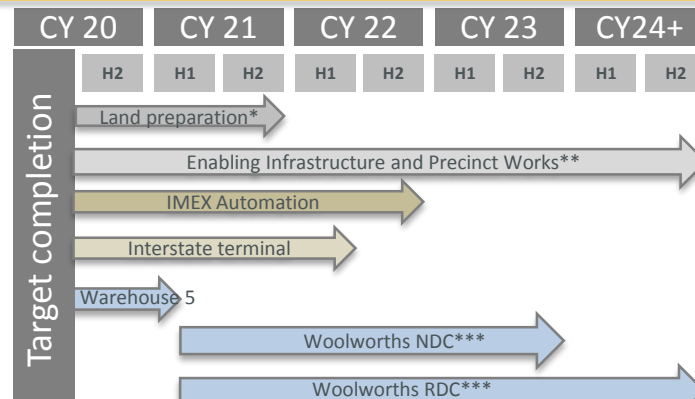 CY 20 CY 21 CY 22 CY 23 CY24+
H2 H1 H2 H1 H2 H1 H2 H1 H2
Target completion
Land preparation*
Enabling Infrastructure and Precinct Works**
IMEX Automation
Interstate terminal
Warehouse 5
Woolworths NDC***
Woolworths RDC***